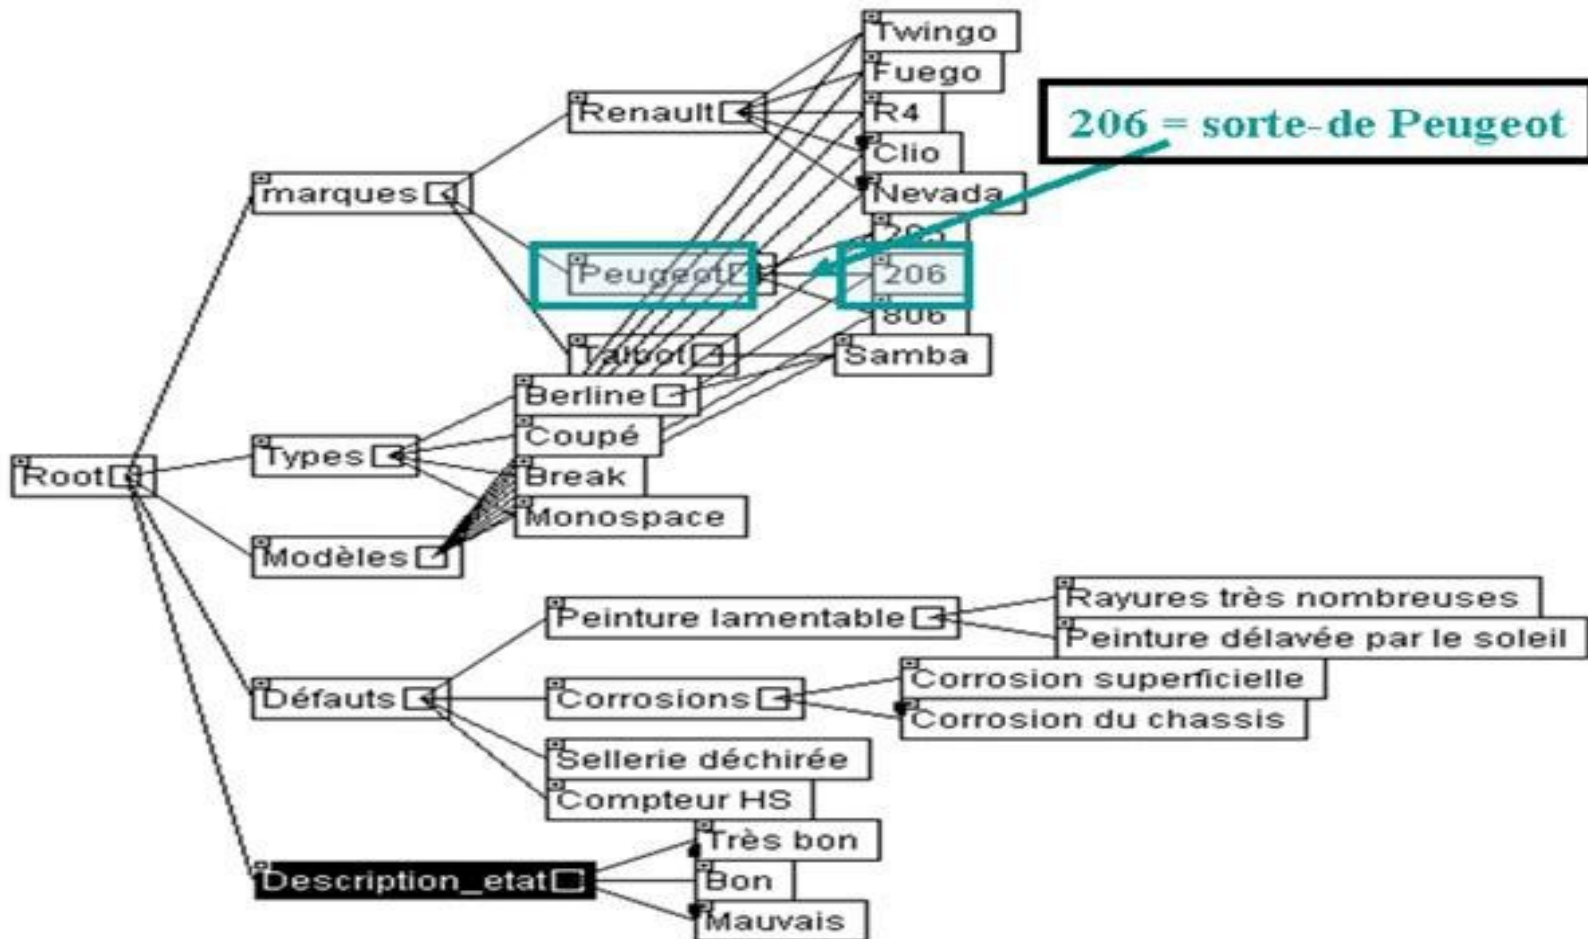 Twingo
Fuego
Renault
R4
206 = sorte-de Peugeot
Clio
marques
Nevada
Peugeot
206
806
Talbot
Samba
Berline
Coupé
Types
Root
Break
Monospace
Modèles
Peinture lamentable
Rayures très nombreuses
Peinture délavée par le soleil
Défauts
Corrosions
Corrosion superficielle
Corrosion du chassis
Sellerie déchirée
Compteur HS
Très bon
Description_etat
Bon
Mauvais